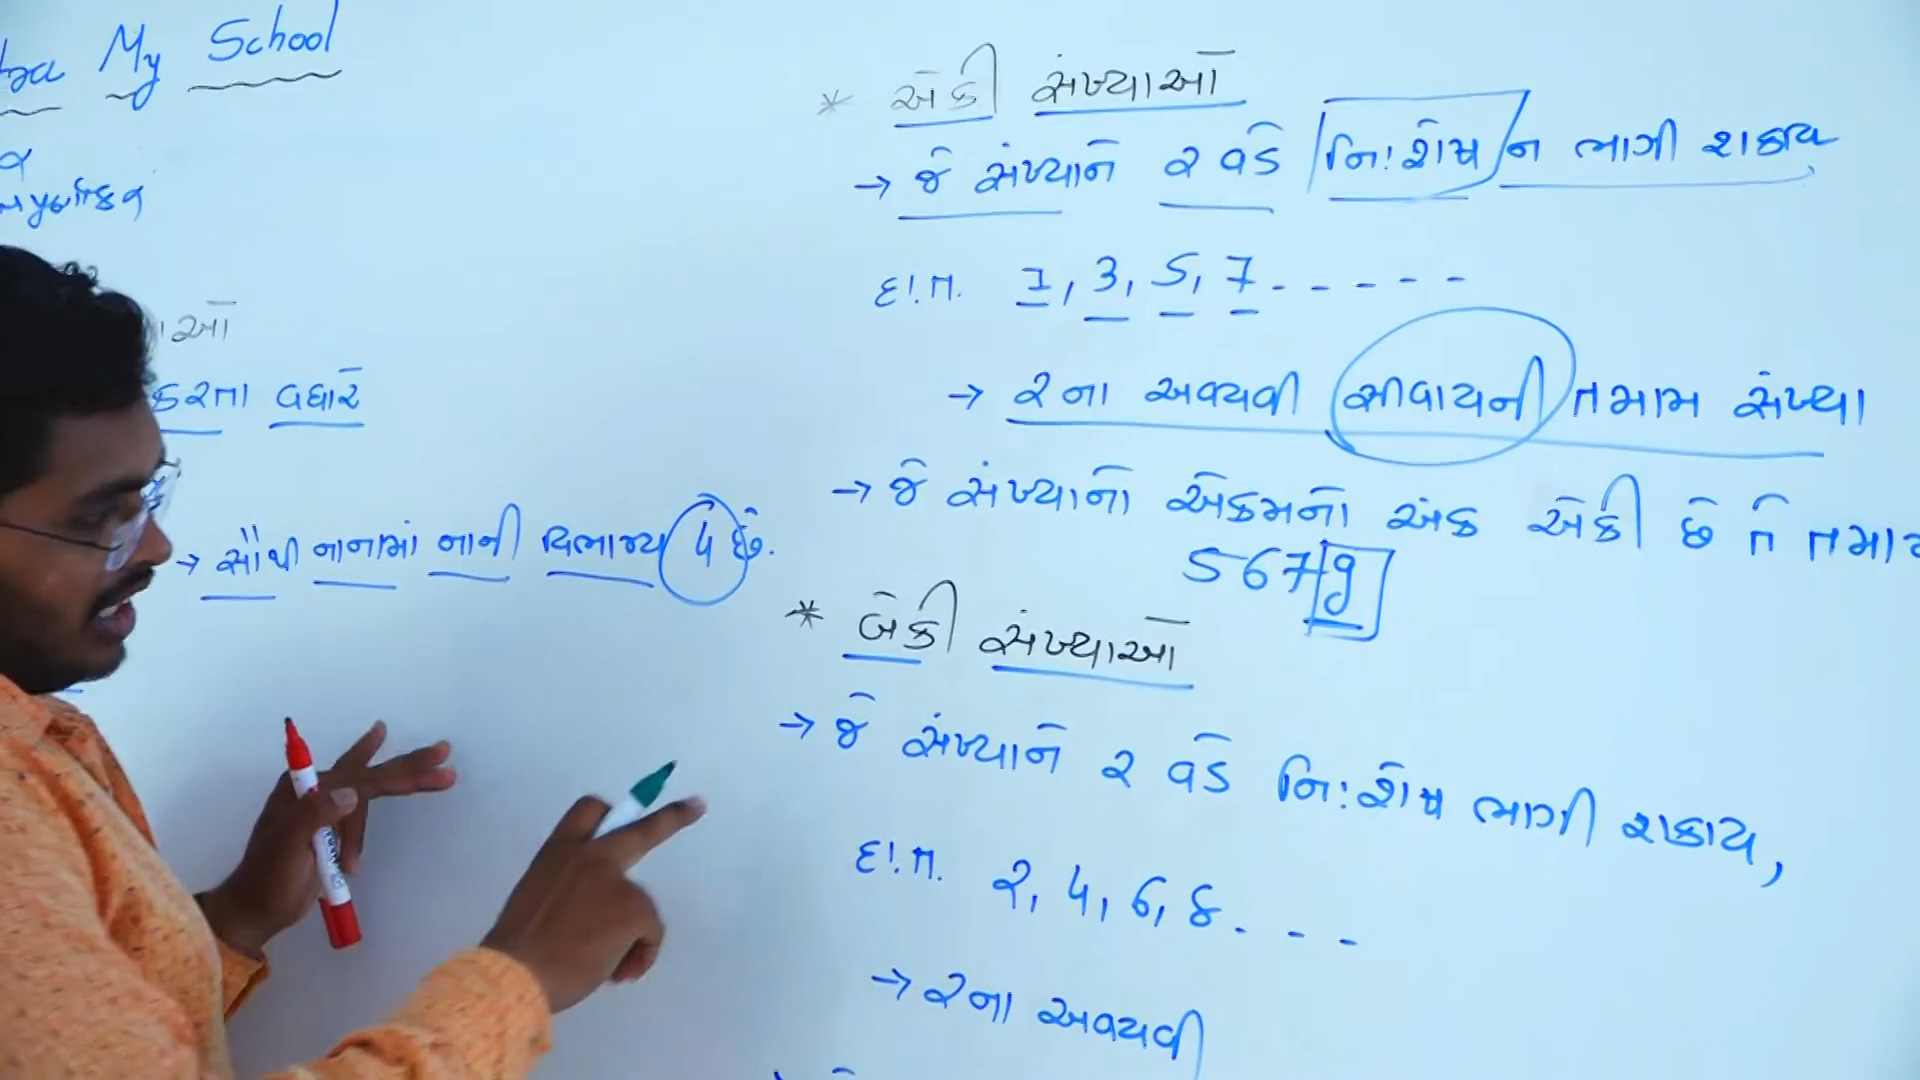 My School
કરતા વધારે
→ સૌથી નાનામાં નાની વિભાજ્ય 4 છે.
* એકી સંખ્યાઓ
→ જે સંખ્યાને 2 વડે નિ:શેષ ન ભાગી શકાય
દા.ત. 1, 3, 5, 7 - - - - - -
→ 2ના અવયવી સીવાયની તમામ સંખ્યા
→ જે સંખ્યાનો એકમનો અંક એકી છે તે
5679
* બેકી સંખ્યાઓ
→ જે સંખ્યાને 2 વડે નિ:શેષ ભાગી શકાય,
દા.ત. 2, 4, 6, 8 . - - -
→ 2ના અવયવી